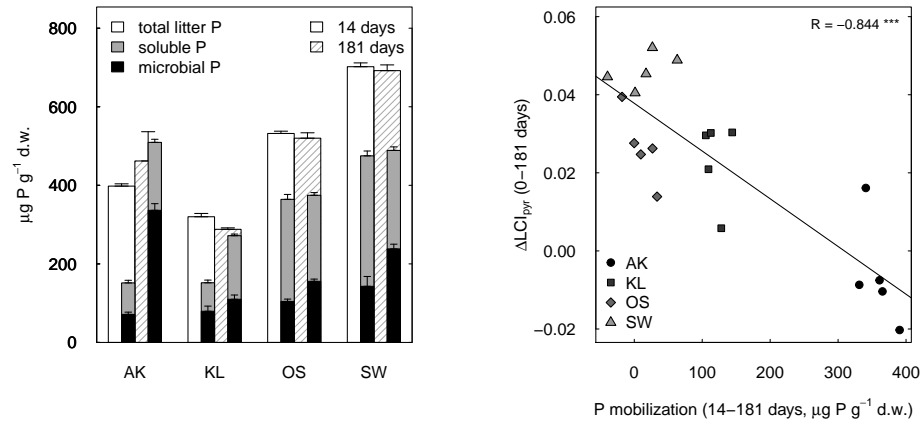 total litter P
soluble P
microbial P
14 days
181 days
μg P g⁻¹ d.w.
800
600
400
200
0
AK KL OS SW
R = −0.844 ***
ΔLCIpyr (0−181 days)
0.06
0.04
0.02
0.00
−0.02
AK
KL
OS
SW
0 100 200 300 400
P mobilization (14−181 days, μg P g⁻¹ d.w.)